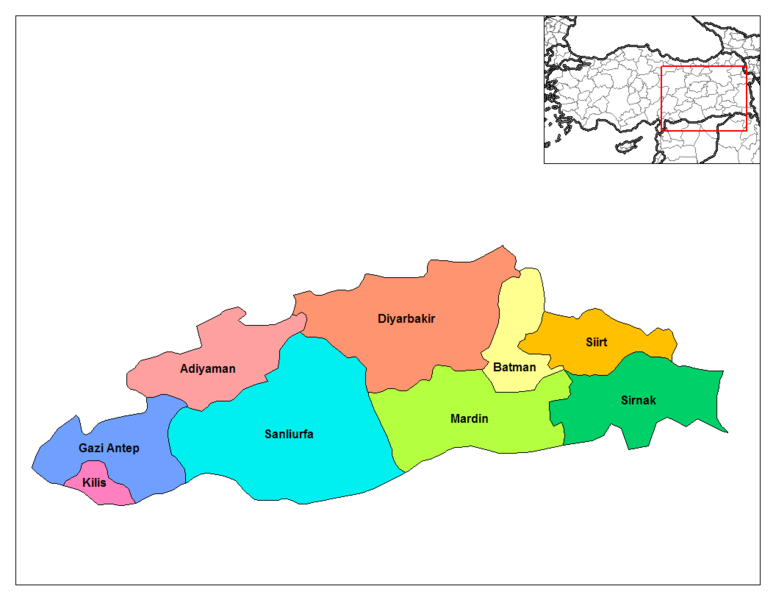 Diyarbakir
Siirt
Adiyaman
Batman
Sirnak
Mardin
Sanliurfa
Gazi Antep
Kilis